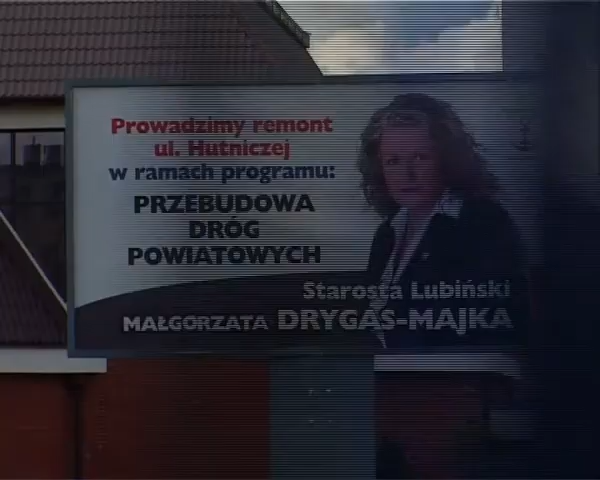 Prowadzimy remont
ul. Hutniczej
w ramach programu:
PRZEBUDOWA
DRÓG
POWIATOWYCH
Starosta Lubiński
MAŁGORZATA DRYGAS-MAJKA